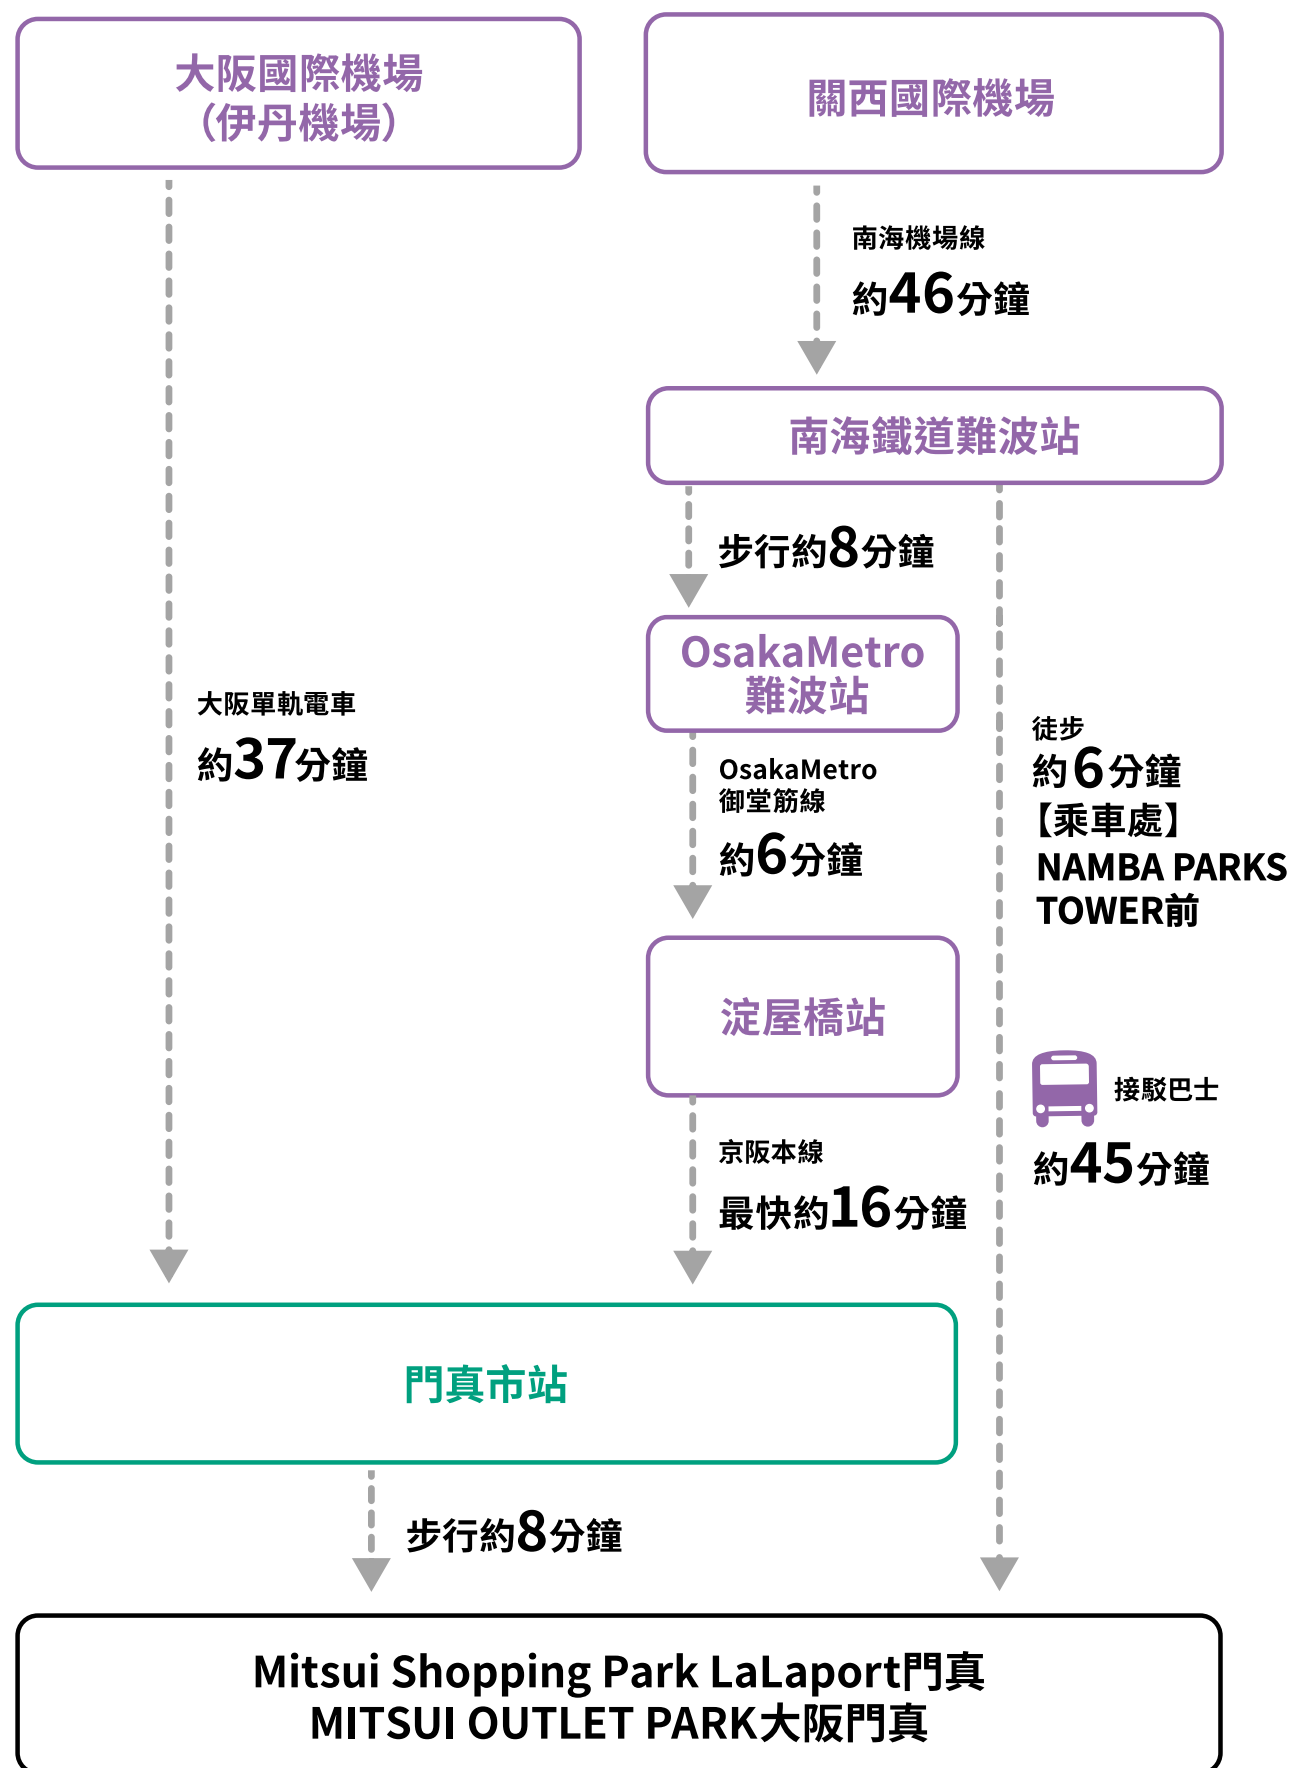 大阪國際機場
（伊丹機場）
關西國際機場
南海機場線
約46分鐘
南海鐵道難波站
步行約8分鐘
OsakaMetro
難波站
大阪單軌電車
約37分鐘
OsakaMetro
御堂筋線
約6分鐘
徒步
約6分鐘
【乘車處】
NAMBA PARKS
TOWER前
淀屋橋站
接駁巴士
約45分鐘
京阪本線
最快約16分鐘
門真市站
步行約8分鐘
Mitsui Shopping Park LaLaport門真
MITSUI OUTLET PARK大阪門真